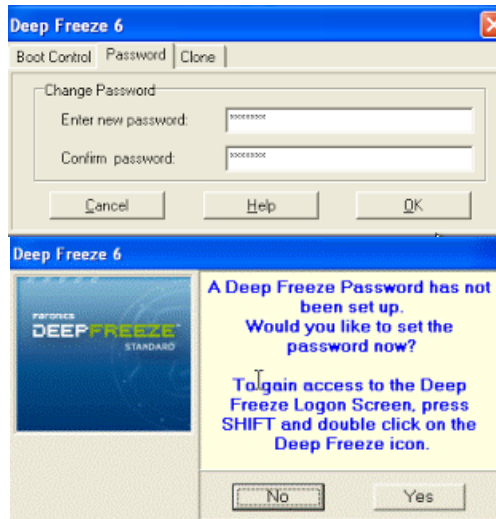 Deep Freeze 6
Boot Control Password Clone
Change Password
Enter new password: xxxxxxxx
Confirm password: xxxxxxxx
Cancel Help OK
Deep Freeze 6
FARONICS
DEEPFREEZE
STANDARD
A Deep Freeze Password has not
been set up.
Would you like to set the
password now?
To gain access to the Deep
Freeze Logon Screen, press
SHIFT and double click on the
Deep Freeze icon.
No Yes